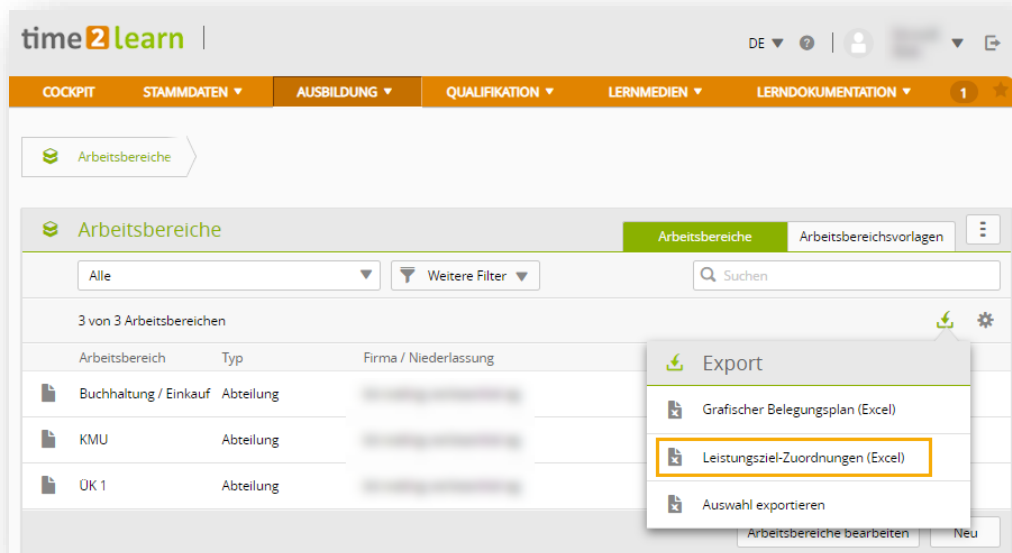 time2learn
DE
COCKPIT STAMMDATEN AUSBILDUNG QUALIFIKATION LERNMEDIEN LERNDOKUMENTATION 1
Arbeitsbereiche
Arbeitsbereiche Arbeitsbereiche Arbeitsbereichsvorlagen
Alle Weitere Filter Suchen
3 von 3 Arbeitsbereichen
Arbeitsbereich Typ Firma / Niederlassung
Export
Buchhaltung / Einkauf Abteilung
Grafischer Belegungsplan (Excel)
KMU Abteilung
Leistungsziel-Zuordnungen (Excel)
ÜK 1 Abteilung
Auswahl exportieren
Arbeitsbereiche bearbeiten Neu